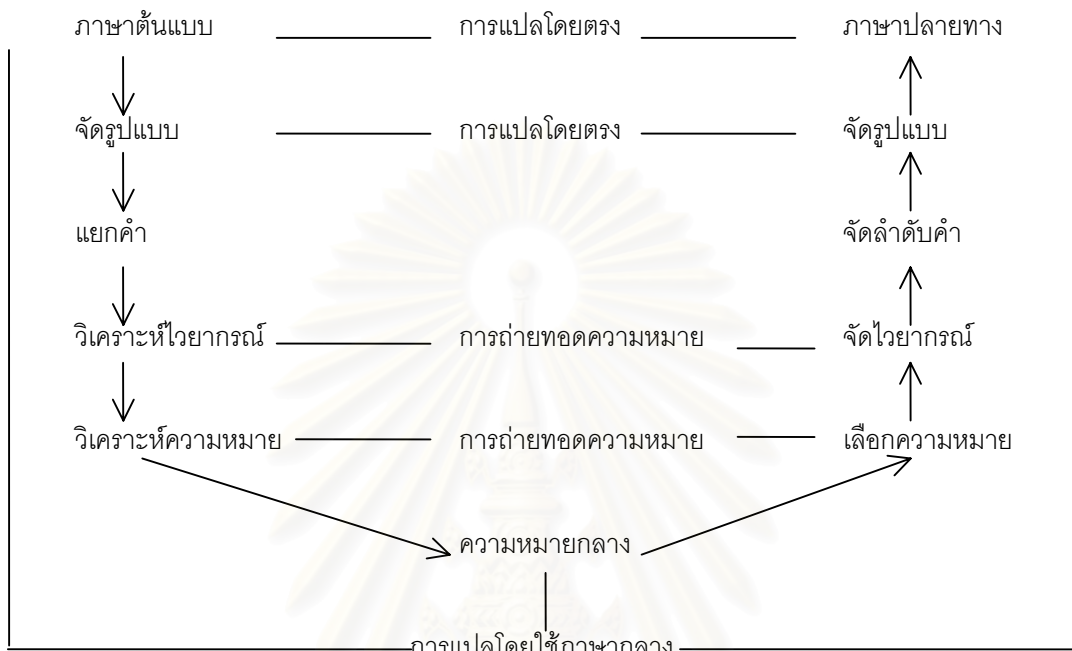 ภาษาต้นแบบ การแปลโดยตรง ภาษาปลายทาง
จัดรูปแบบ การแปลโดยตรง จัดรูปแบบ
แยกคำ จัดลำดับคำ
วิเคราะห์ไวยากรณ์ การถ่ายทอดความหมาย จัดไวยากรณ์
วิเคราะห์ความหมาย การถ่ายทอดความหมาย เลือกความหมาย
ความหมายกลาง
การแปลโดยใช้ภาษากลาง